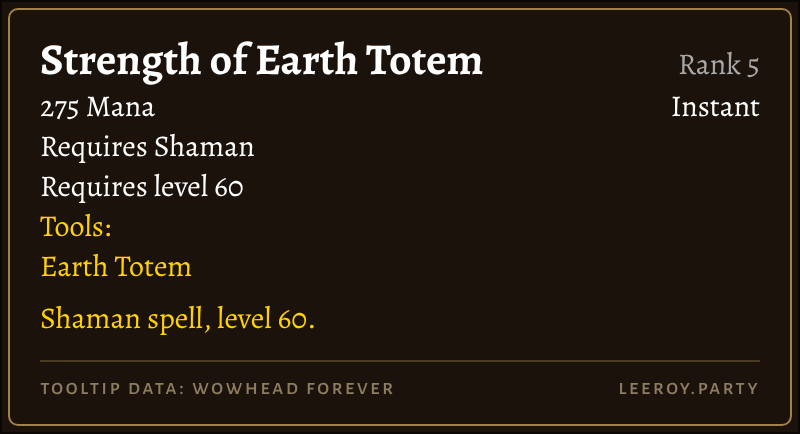 Strength of Earth Totem Rank 5
275 Mana Instant
Requires Shaman
Requires level 60
Tools:
Earth Totem
Shaman spell, level 60.
TOOLTIP DATA: WOWHEAD FOREVER LEEROY.PARTY